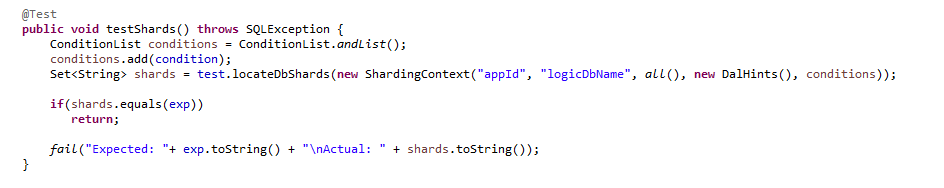 @Test
public void testShards() throws SQLException {
    ConditionList conditions = ConditionList.andList();
    conditions.add(condition);
    Set<String> shards = test.locateDbShards(new ShardingContext("appId", "logicDbName", all(), new DalHints(), conditions));
    if(shards.equals(exp))
       return;
    fail("Expected: "+ exp.toString() + "\nActual: " + shards.toString());
}